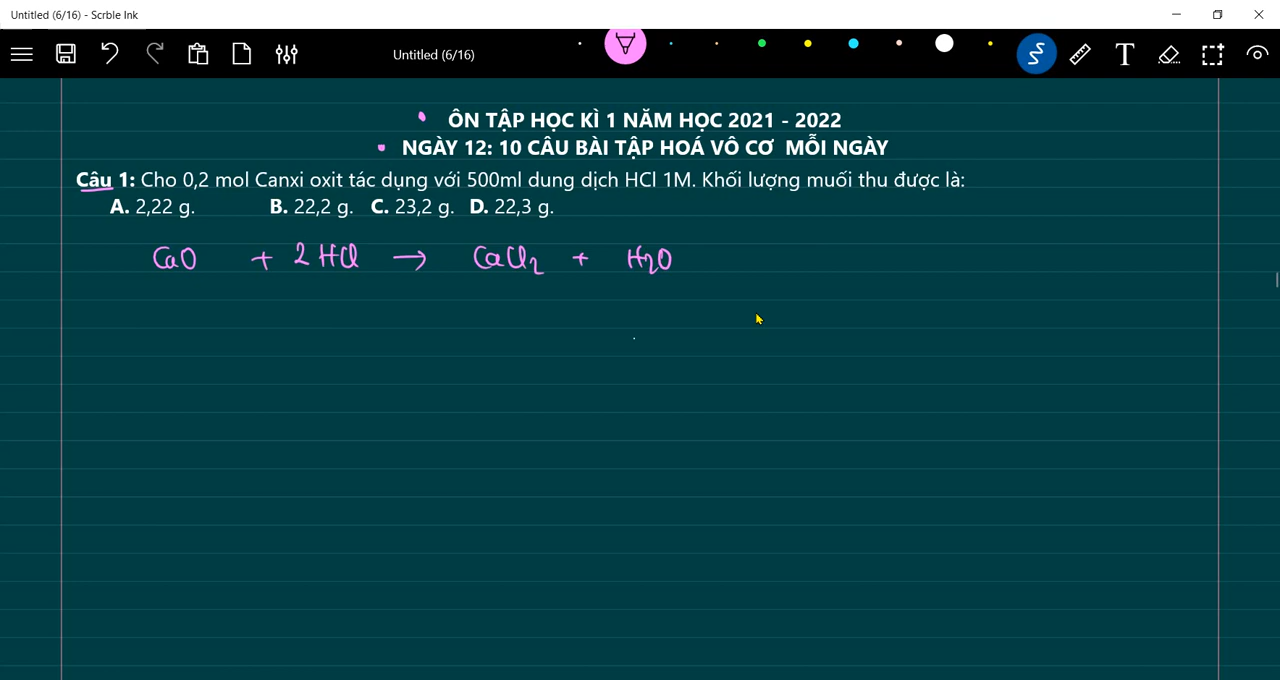 Untitled (6/16) - Scrble Ink
Untitled (6/16)
T
ÔN TẬP HỌC KÌ 1 NĂM HỌC 2021 - 2022
NGÀY 12: 10 CÂU BÀI TẬP HOÁ VÔ CƠ MỖI NGÀY
Câu 1: Cho 0,2 mol Canxi oxit tác dụng với 500ml dung dịch HCl 1M. Khối lượng muối thu được là:
A. 2,22 g. B. 22,2 g. C. 23,2 g. D. 22,3 g.
CaO + 2 HCl → CaCl₂ + H₂O